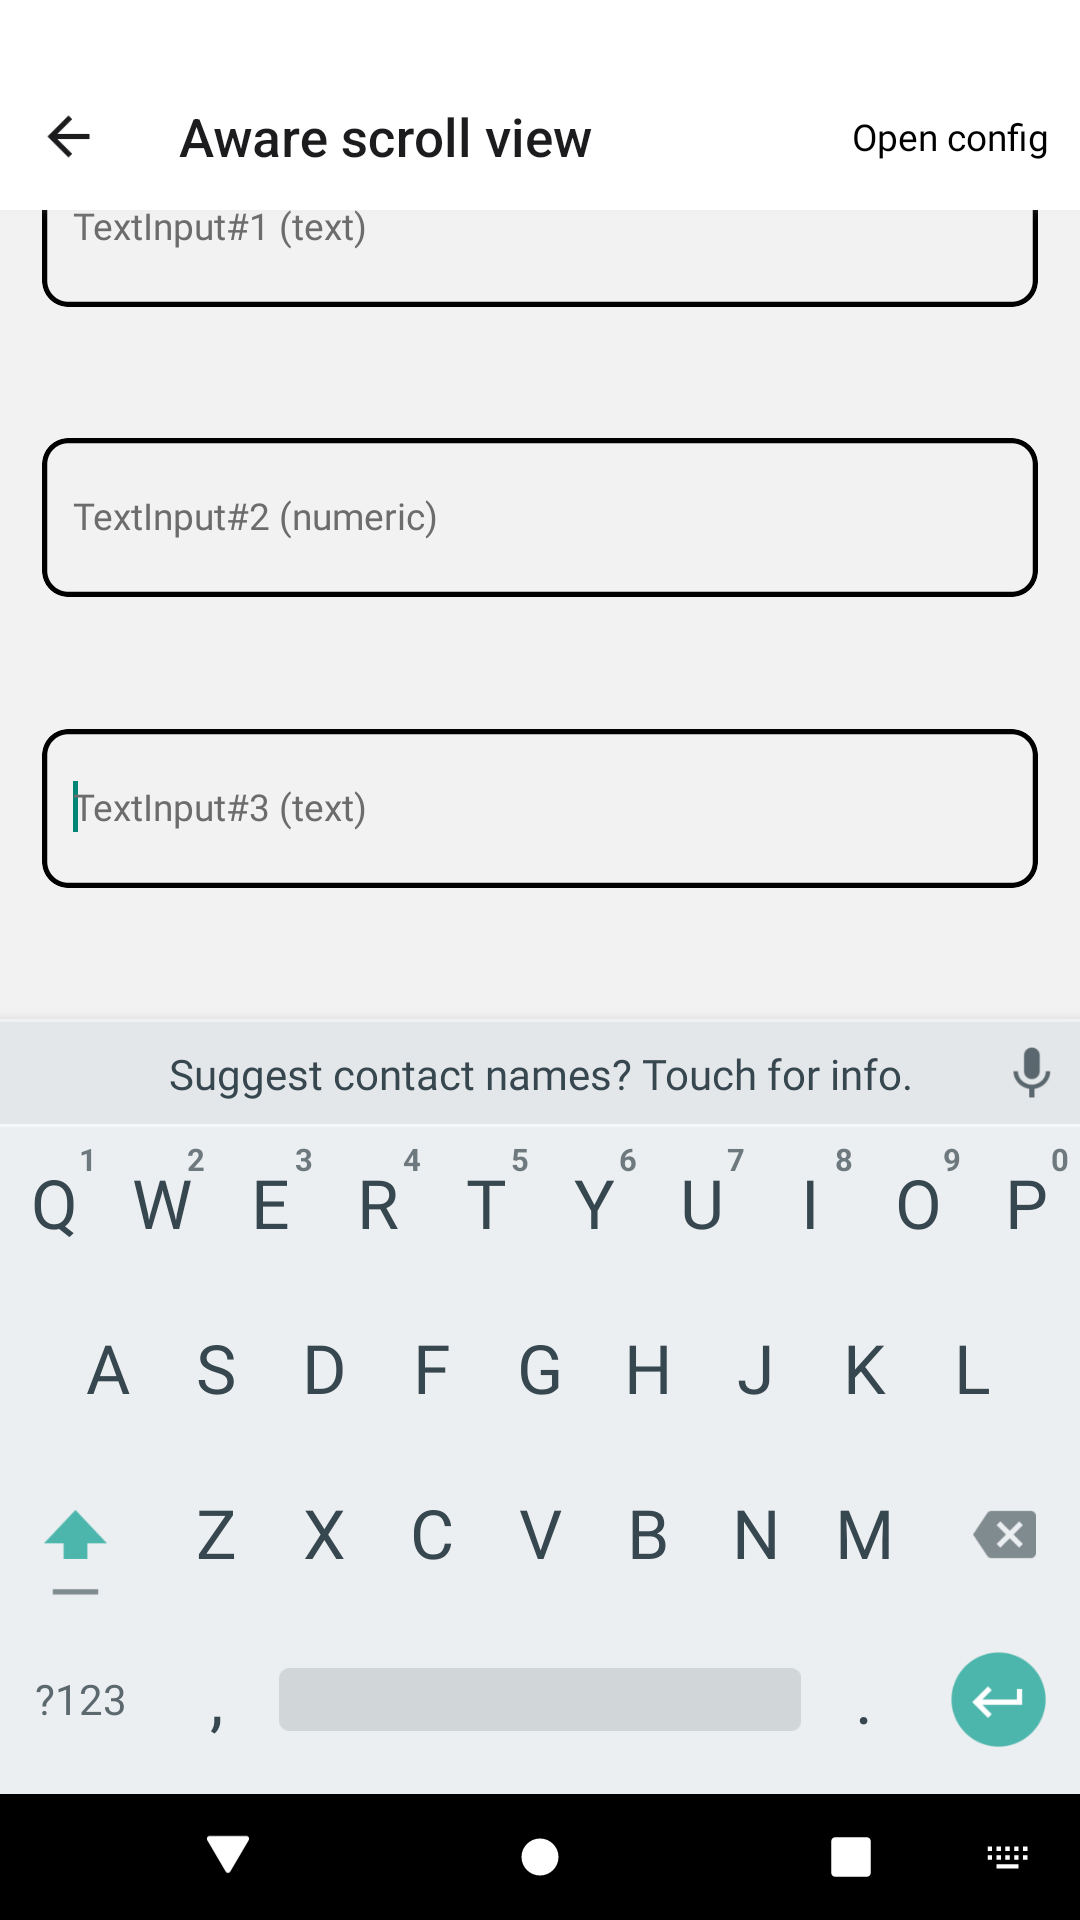 Aware scroll view
Open config
TextInput#1 (text)
TextInput#2 (numeric)
TextInput#3 (text)
Suggest contact names? Touch for info.
1 2 3 4 5 6 7 8 9 0
Q W E R T Y U I O P
A S D F G H J K L
Z X C V B N M
?123 , .